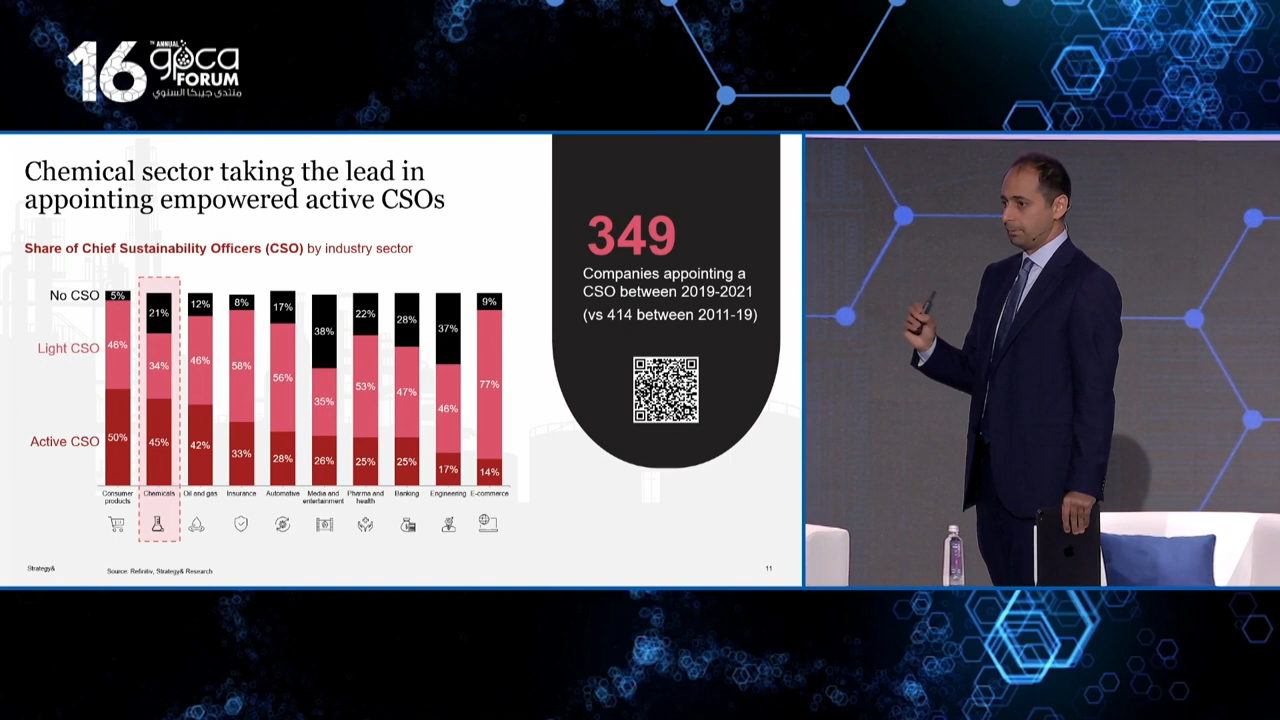 16
TH ANNUAL
gpca
FORUM
منتدى جيبكا السنوي
Chemical sector taking the lead in
appointing empowered active CSOs
Share of Chief Sustainability Officers (CSO) by industry sector
No CSO
Light CSO
Active CSO
5% 21% 12% 8% 17% 38% 22% 28% 37% 9%
46% 34% 46% 58% 56% 35% 53% 47% 46% 77%
50% 45% 42% 33% 28% 26% 25% 25% 17% 14%
Consumer products
Chemicals
Oil and gas
Insurance
Automotive
Media and entertainment
Pharma and health
Banking
Engineering
E-commerce
Strategy&
Source: Refinitiv, Strategy& Research
11
349
Companies appointing a
CSO between 2019-2021
(vs 414 between 2011-19)